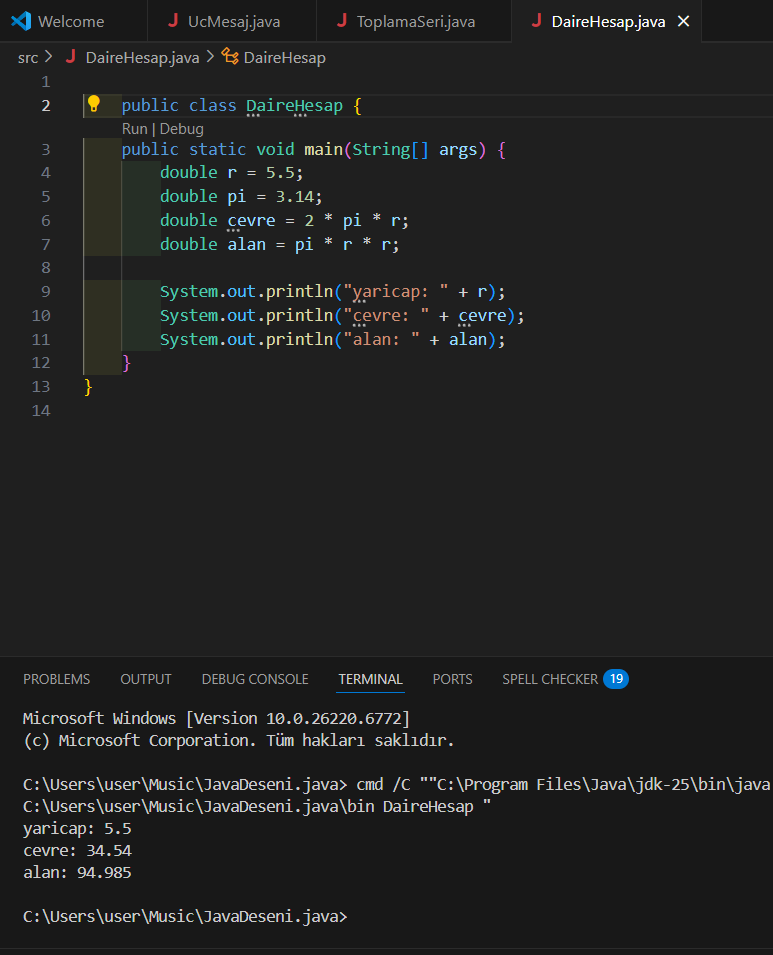 Welcome
UcMesaj.java
ToplamaSeri.java
DaireHesap.java
src > DaireHesap.java > DaireHesap
1
2 public class DaireHesap {
Run | Debug
3 public static void main(String[] args) {
4 double r = 5.5;
5 double pi = 3.14;
6 double cevre = 2 * pi * r;
7 double alan = pi * r * r;
8
9 System.out.println("yaricap: " + r);
10 System.out.println("cevre: " + cevre);
11 System.out.println("alan: " + alan);
12 }
13 }
14
PROBLEMS OUTPUT DEBUG CONSOLE TERMINAL PORTS SPELL CHECKER 19
Microsoft Windows [Version 10.0.26220.6772]
(c) Microsoft Corporation. Tüm hakları saklıdır.
C:\Users\user\Music\JavaDeseni.java> cmd /C ""C:\Program Files\Java\jdk-25\bin\java
C:\Users\user\Music\JavaDeseni.java\bin DaireHesap "
yaricap: 5.5
cevre: 34.54
alan: 94.985
C:\Users\user\Music\JavaDeseni.java>